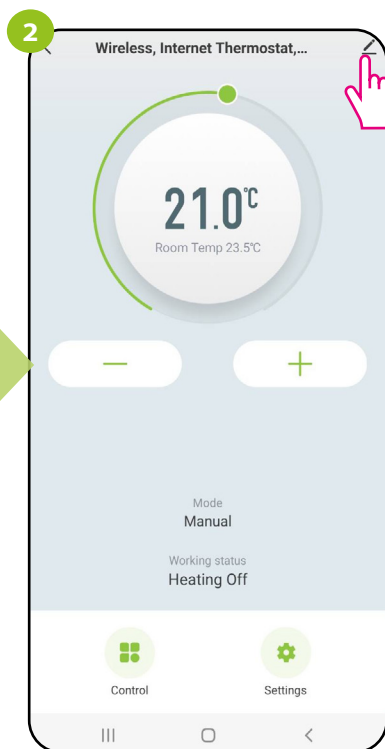 2
Wireless, Internet Thermostat,...
21.0°C
Room Temp 23.5°C
Mode
Manual
Working status
Heating Off
Control
Settings